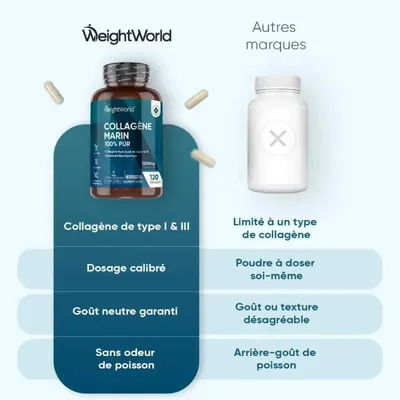 WeightWorld
Autres
marques
WeightWorld
COLLAGÈNE
MARIN
100% PUR
120
Collagène de type I & III
Limité à un type
de collagène
Dosage calibré
Poudre à doser
soi-même
Goût neutre garanti
Goût ou texture
désagréable
Sans odeur
de poisson
Arrière-goût de
poisson